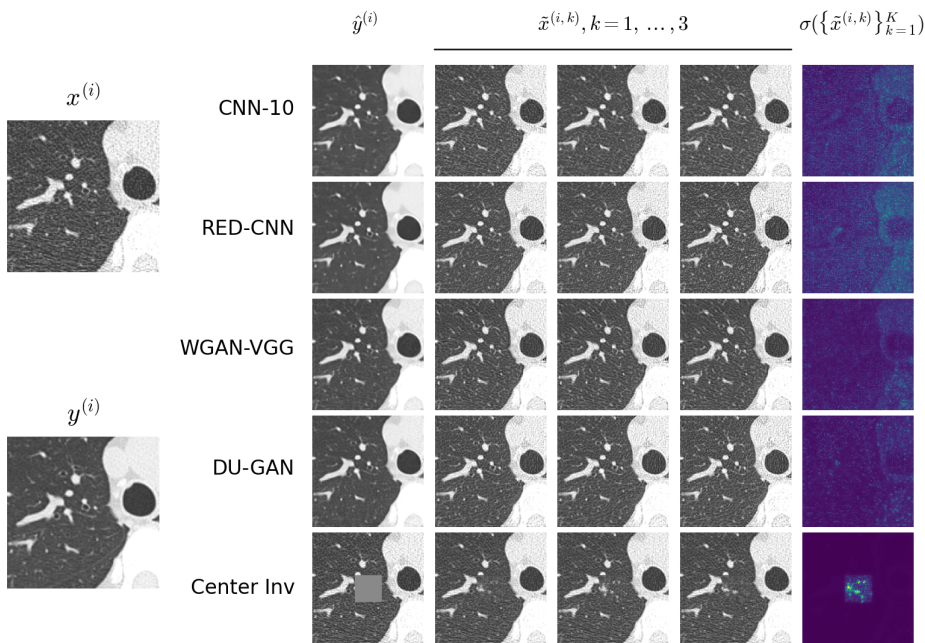 ŷ^(i)
x̃^(i,k), k = 1, …, 3
σ({x̃^(i,k)}_{k=1}^K)
x^(i)
CNN-10
RED-CNN
WGAN-VGG
y^(i)
DU-GAN
Center Inv